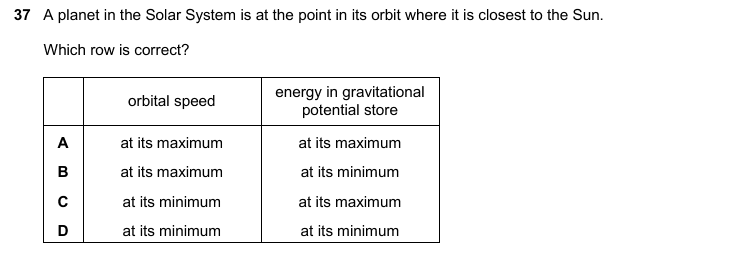 37 A planet in the Solar System is at the point in its orbit where it is closest to the Sun.
Which row is correct?
orbital speed
energy in gravitational
potential store
A at its maximum at its maximum
B at its maximum at its minimum
C at its minimum at its maximum
D at its minimum at its minimum